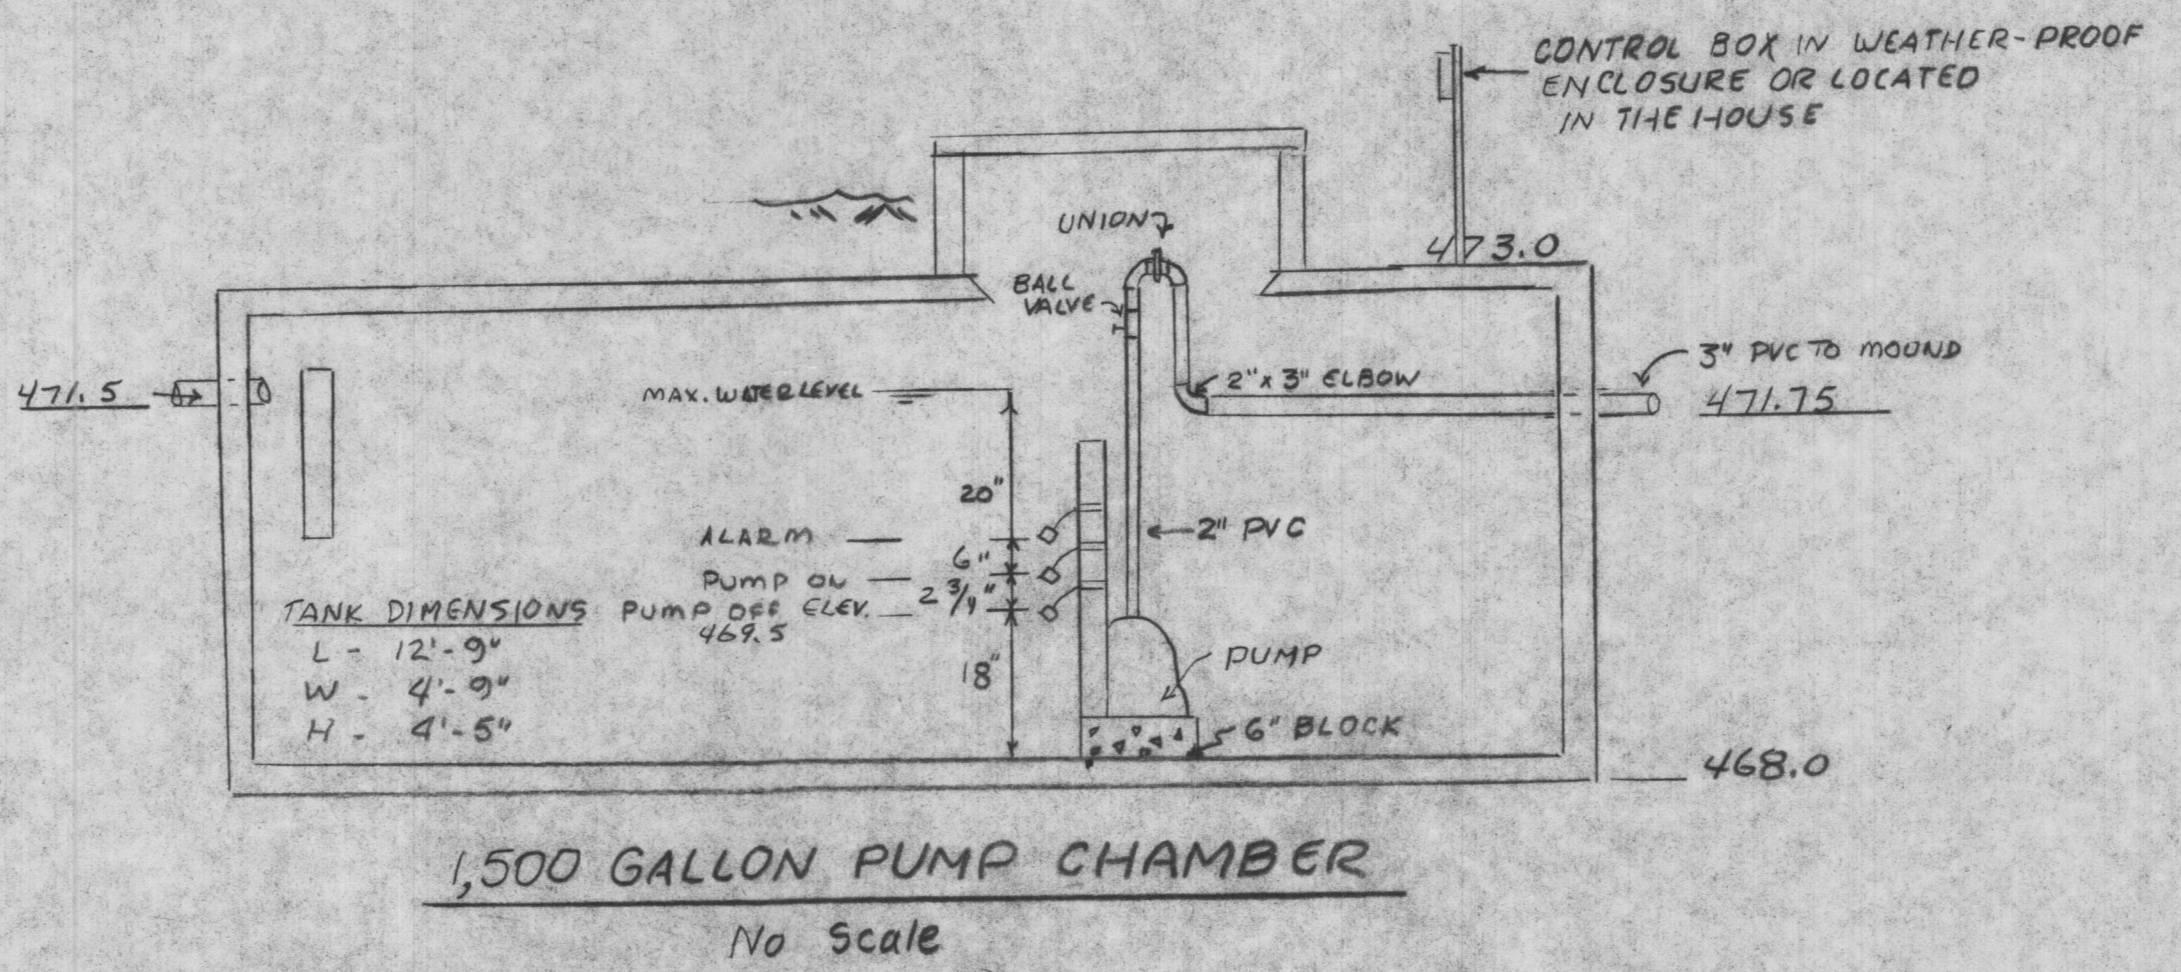 CONTROL BOX IN WEATHER-PROOF
ENCLOSURE OR LOCATED
IN THE HOUSE
UNION
473.0
BALL
VALVE
3" PVC TO MOUND
471.75
471.5
MAX. WATER LEVEL
2" x 3" ELBOW
20"
ALARM
2" PVC
6"
PUMP ON
2 3/4"
PUMP OFF ELEV.
469.5
TANK DIMENSIONS
L - 12'-9"
W - 4'-9"
H - 4'-5"
18"
PUMP
6" BLOCK
468.0
1,500 GALLON PUMP CHAMBER
No Scale